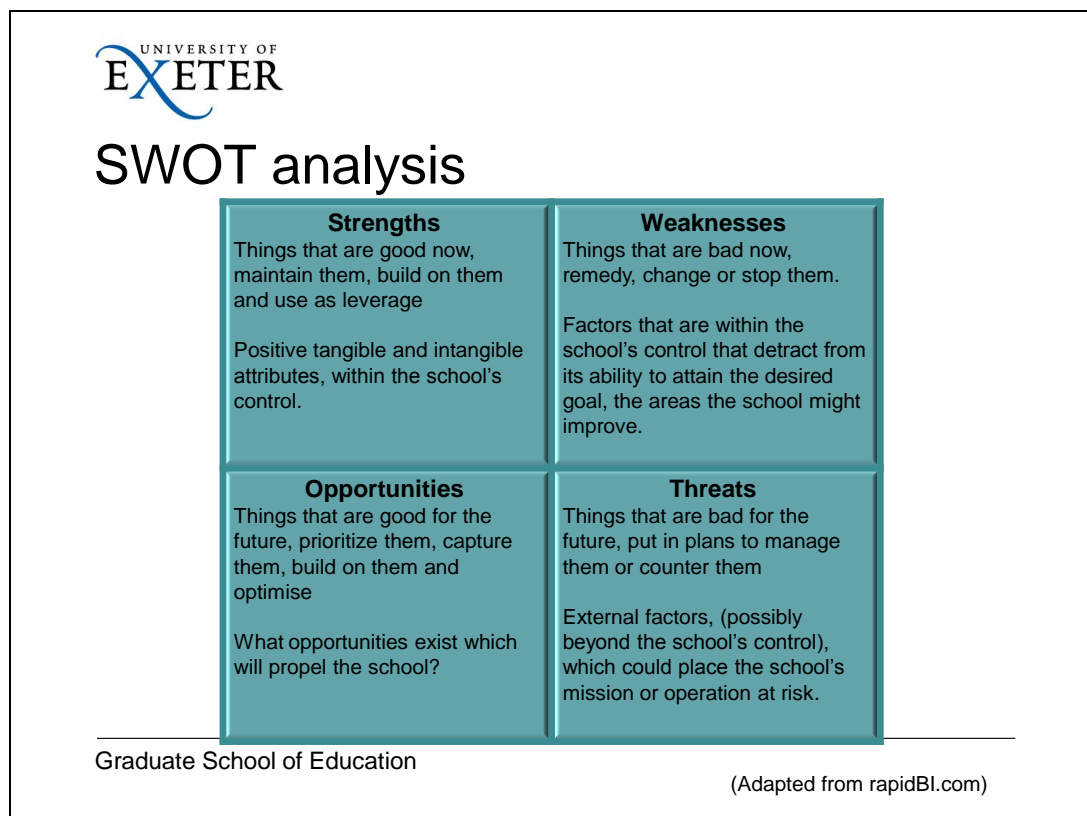 UNIVERSITY OF
EXETER
SWOT analysis
Strengths
Things that are good now,
maintain them, build on them
and use as leverage
Positive tangible and intangible
attributes, within the school's
control.
Weaknesses
Things that are bad now,
remedy, change or stop them.
Factors that are within the
school's control that detract from
its ability to attain the desired
goal, the areas the school might
improve.
Opportunities
Things that are good for the
future, prioritize them, capture
them, build on them and
optimise
What opportunities exist which
will propel the school?
Threats
Things that are bad for the
future, put in plans to manage
them or counter them
External factors, (possibly
beyond the school's control),
which could place the school's
mission or operation at risk.
Graduate School of Education
(Adapted from rapidBI.com)